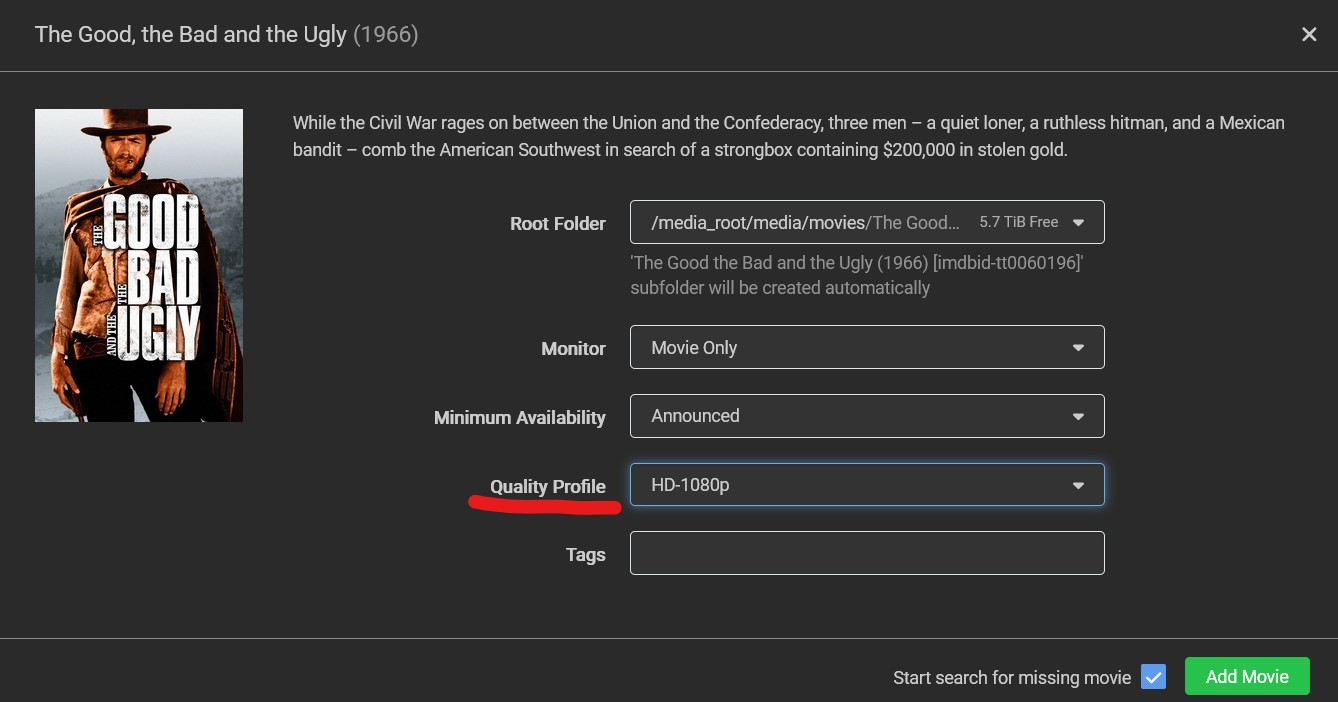 The Good, the Bad and the Ugly (1966)
While the Civil War rages on between the Union and the Confederacy, three men – a quiet loner, a ruthless hitman, and a Mexican
bandit – comb the American Southwest in search of a strongbox containing $200,000 in stolen gold.
THE GOOD
THE BAD
AND THE UGLY
Root Folder /media_root/media/movies/The Good... 5.7 TiB Free
'The Good the Bad and the Ugly (1966) [imdbid-tt0060196]'
subfolder will be created automatically
Monitor Movie Only
Minimum Availability Announced
Quality Profile HD-1080p
Tags
Start search for missing movie Add Movie